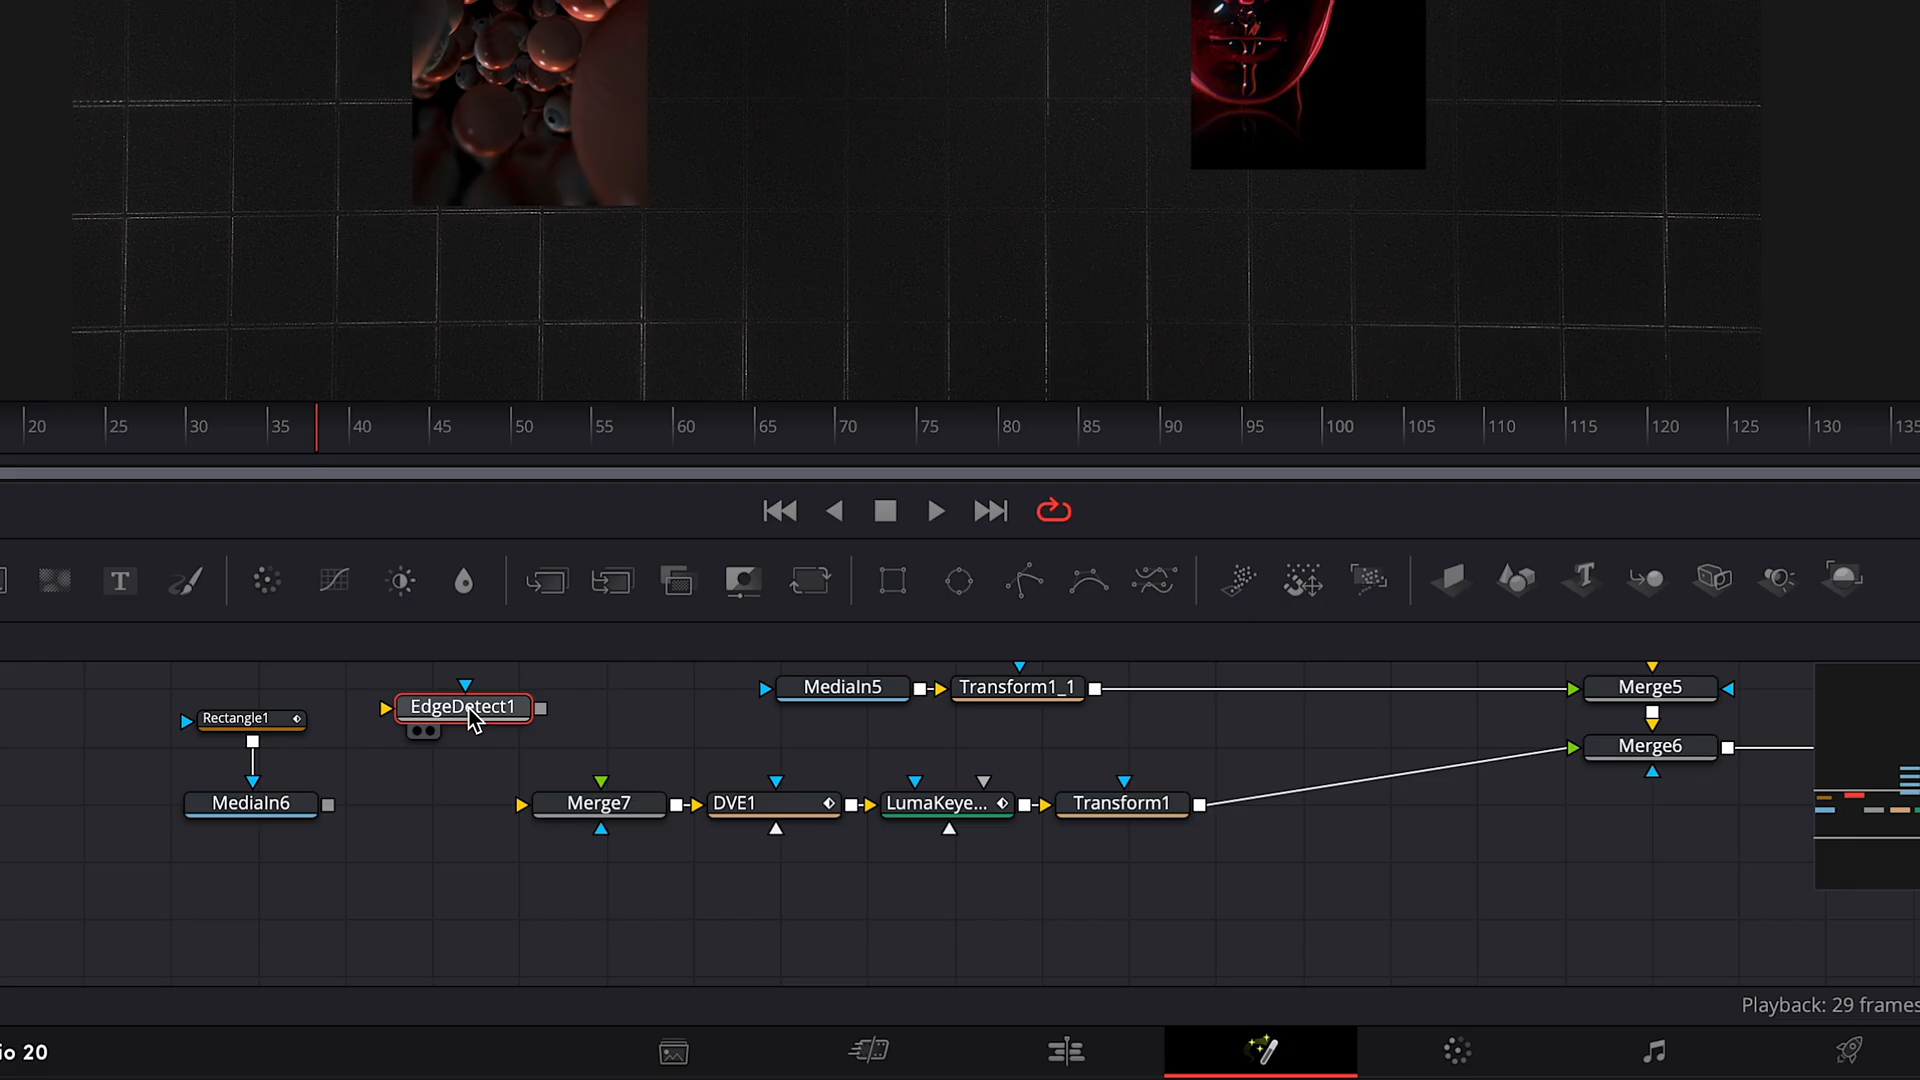 20 25 30 35 40 45 50 55 60 65 70 75 80 85 90 95 100 105 110 115 120 125 130 135
T
EdgeDetect1
MediaIn5
Transform1_1
Merge5
Rectangle1
Merge6
MediaIn6
Merge7
DVE1
LumaKeye...
Transform1
Playback: 29 frames
io 20